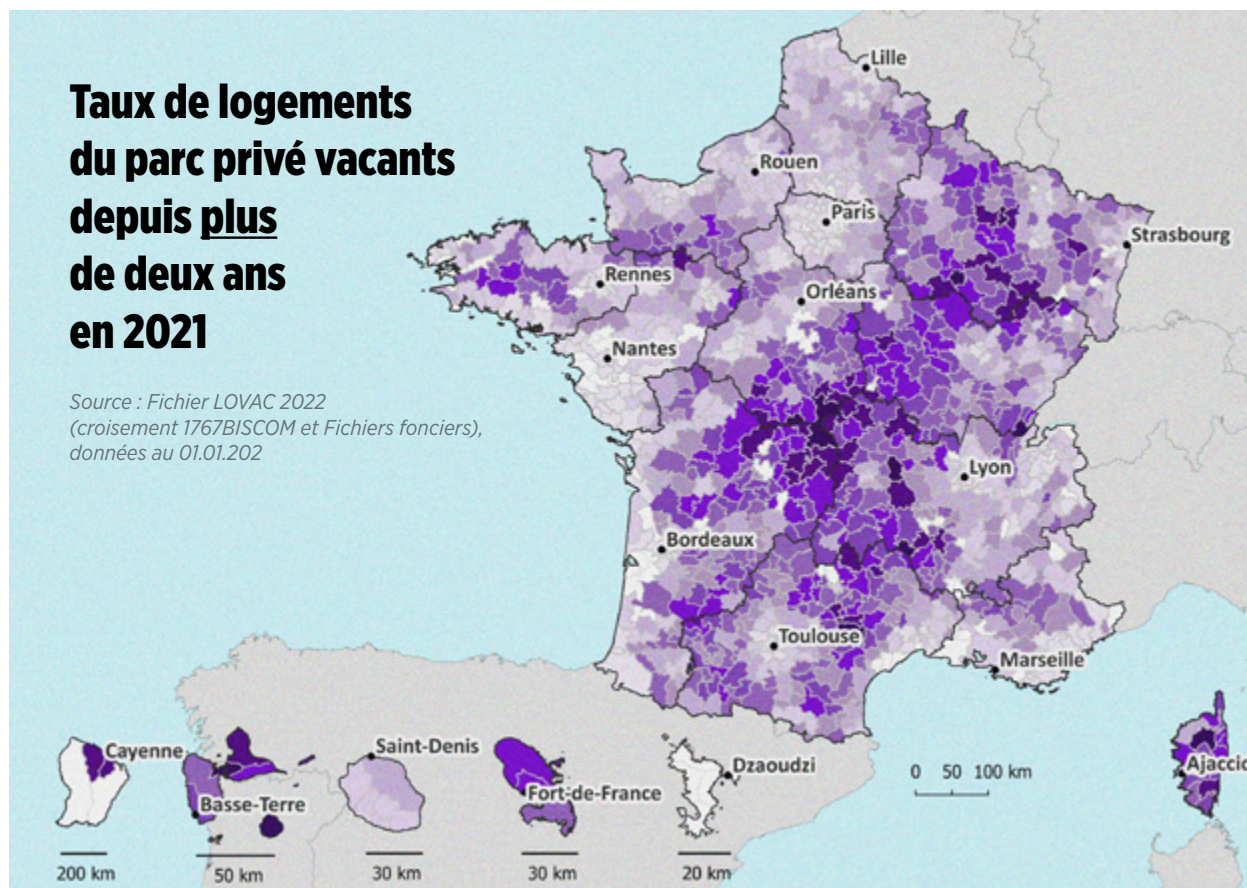 Taux de logements
du parc privé vacants
depuis plus
de deux ans
en 2021
Source : Fichier LOVAC 2022
(croisement 1767BISCOM et Fichiers fonciers),
données au 01.01.202
Lille
Rouen
Paris
Strasbourg
Rennes
Orléans
Nantes
Lyon
Bordeaux
Toulouse
Marseille
Cayenne
Basse-Terre
Saint-Denis
Fort-de-France
Dzaoudzi
0 50 100 km
Ajaccio
200 km
50 km
30 km
30 km
20 km